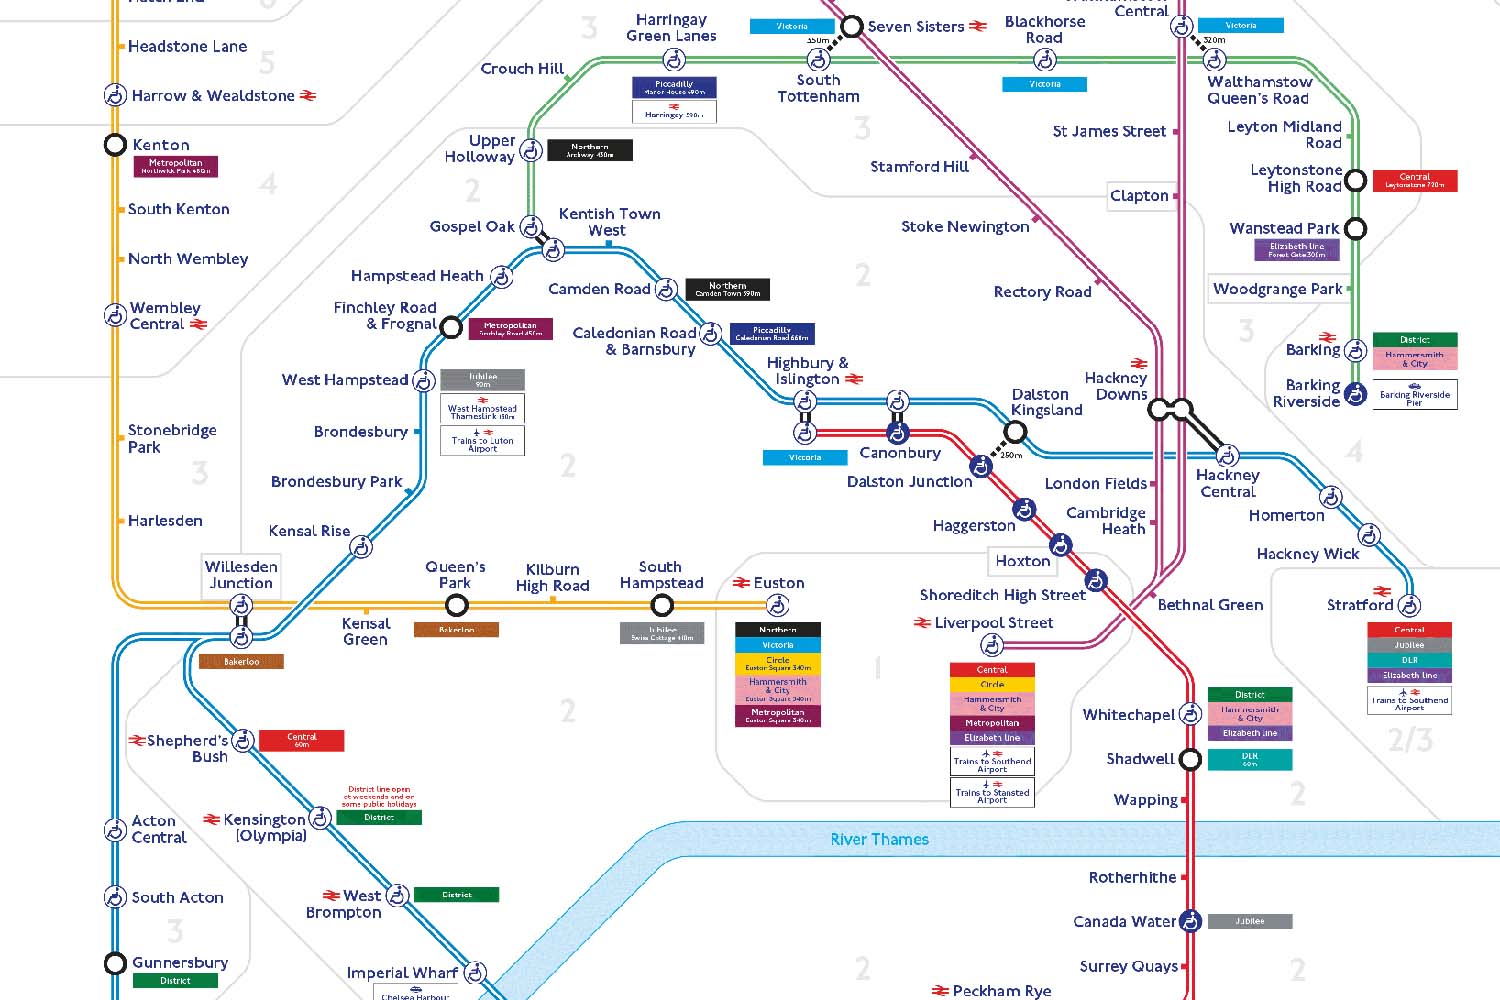 Headstone Lane
5
Harrow & Wealdstone
Kenton
Metropolitan
Northwick Park 460m
4
South Kenton
North Wembley
Wembley
Central
Stonebridge
Park
3
Harlesden
Willesden
Junction
Bakerloo
3
Crouch Hill
Harringay
Green Lanes
Piccadilly
Harringay 590m
Victoria
350m
South
Tottenham
Seven Sisters
Blackhorse
Road
Victoria
Central
Victoria
320m
Walthamstow
Queen's Road
Leyton Midland
Road
Leytonstone
High Road
Central
Leytonstone 720m
Wanstead Park
Elizabeth line
Forest Gate 300m
Woodgrange Park
3
Barking
District
Hammersmith
& City
Barking
Riverside
Barking Riverside
Pier
4
Upper
Holloway
Northern
Archway 450m
2
Gospel Oak
Kentish Town
West
Hampstead Heath
Camden Road
Northern
Camden Town 590m
Finchley Road
& Frognal
Metropolitan
Finchley Road 450m
Caledonian Road
& Barnsbury
Piccadilly
Caledonian Road 660m
West Hampstead
Jubilee
90m
West Hampstead
Thameslink 150m
Trains to Luton
Airport
Brondesbury
Brondesbury Park
2
Kensal Rise
Highbury &
Islington
Victoria
Canonbury
Dalston
Kingsland
250m
Dalston Junction
Haggerston
Hoxton
Shoreditch High Street
3
St James Street
Stamford Hill
Clapton
Stoke Newington
2
Rectory Road
Hackney
Downs
London Fields
Cambridge
Heath
Hackney
Central
Homerton
Hackney Wick
Bethnal Green
Stratford
Central
Jubilee
DLR
Elizabeth line
Trains to Southend
Airport
2/3
Kensal
Green
Queen's
Park
Bakerloo
Kilburn
High Road
South
Hampstead
Jubilee
Swiss Cottage 410m
Euston
Northern
Victoria
Circle
Euston Square 340m
Hammersmith
& City
Euston Square 340m
Metropolitan
Euston Square 340m
2
1
Liverpool Street
Central
Circle
Hammersmith
& City
Metropolitan
Elizabeth line
Trains to Southend
Airport
Trains to Stansted
Airport
Whitechapel
District
Hammersmith
& City
Elizabeth line
Shadwell
DLR
Wapping
2
Shepherd's
Bush
Central
60m
District line open
at weekends and on
some public holidays
Kensington
(Olympia)
District
Acton
Central
South Acton
3
Gunnersbury
District
West
Brompton
District
Imperial Wharf
Chelsea Harbour
River Thames
Rotherhithe
Canada Water
Jubilee
Surrey Quays
2
2
Peckham Rye